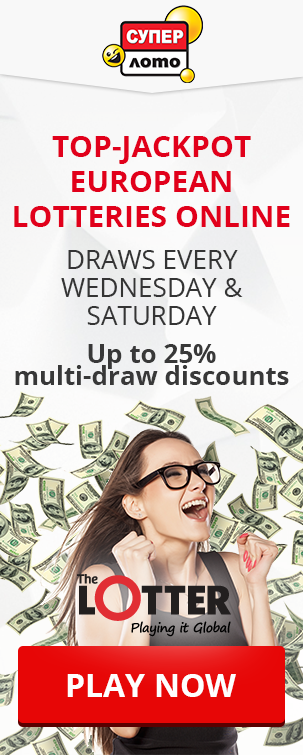 СУПЕР
ЛОТО
TOP-JACKPOT
EUROPEAN
LOTTERIES ONLINE
DRAWS EVERY
WEDNESDAY &
SATURDAY
Up to 25%
multi-draw discounts
The
LOTTER
Playing it Global
PLAY NOW